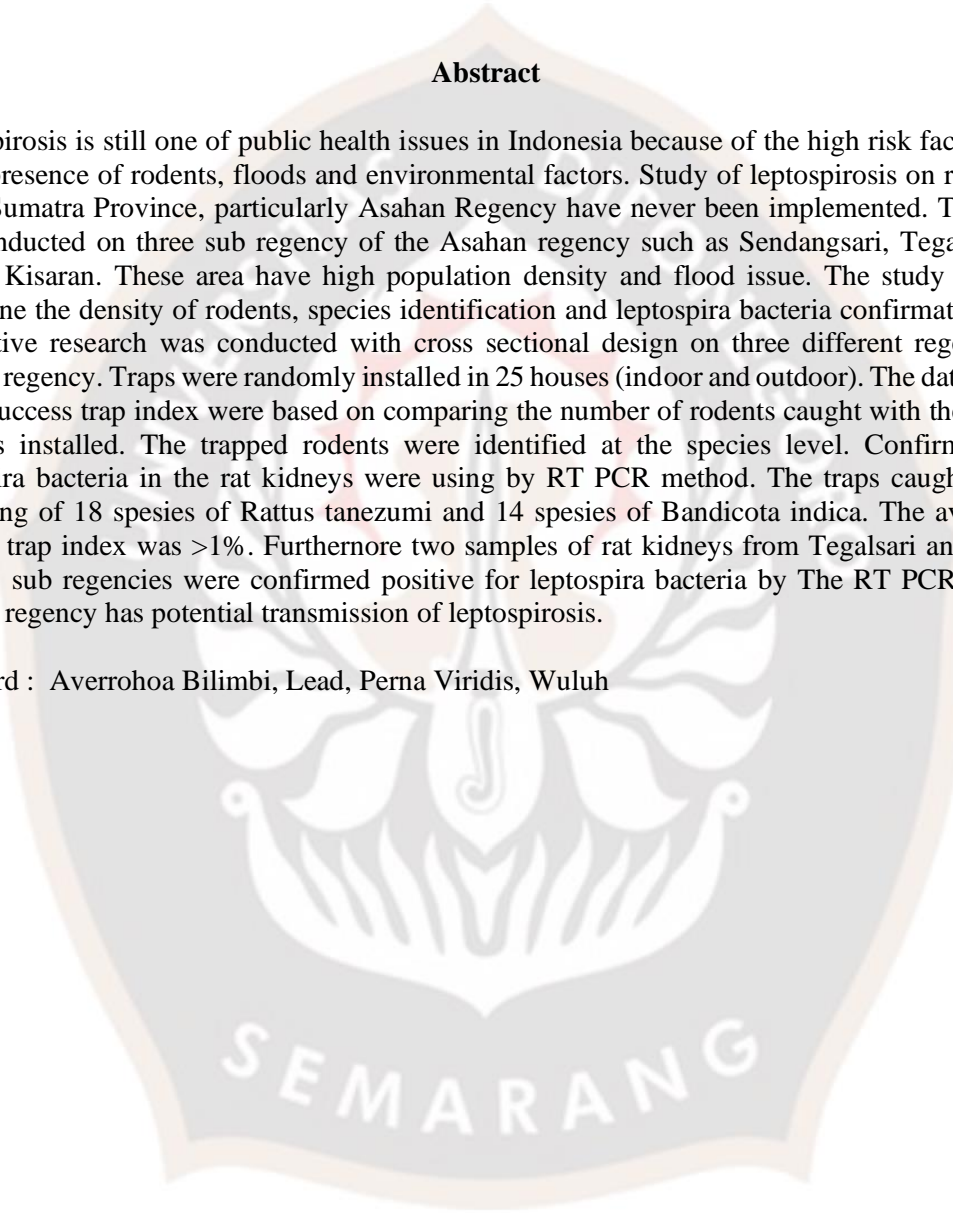 Abstract
pirosis is still one of public health issues in Indonesia because of the high risk fac
presence of rodents, floods and environmental factors. Study of leptospirosis on r
Sumatra Province, particularly Asahan Regency have never been implemented. T
nducted on three sub regency of the Asahan regency such as Sendangsari, Tega
Kisaran. These area have high population density and flood issue. The study
ne the density of rodents, species identification and leptospira bacteria confirmat
tive research was conducted with cross sectional design on three different reg
regency. Traps were randomly installed in 25 houses (indoor and outdoor). The dat
uccess trap index were based on comparing the number of rodents caught with the
s installed. The trapped rodents were identified at the species level. Confirm
ira bacteria in the rat kidneys were using by RT PCR method. The traps caugh
ng of 18 spesies of Rattus tanezumi and 14 spesies of Bandicota indica. The av
trap index was >1%. Furthernore two samples of rat kidneys from Tegalsari an
sub regencies were confirmed positive for leptospira bacteria by The RT PCR
regency has potential transmission of leptospirosis.
rd : Averrohoa Bilimbi, Lead, Perna Viridis, Wuluh
UNIVERSITAS DIPONEGORO
SEMARANG